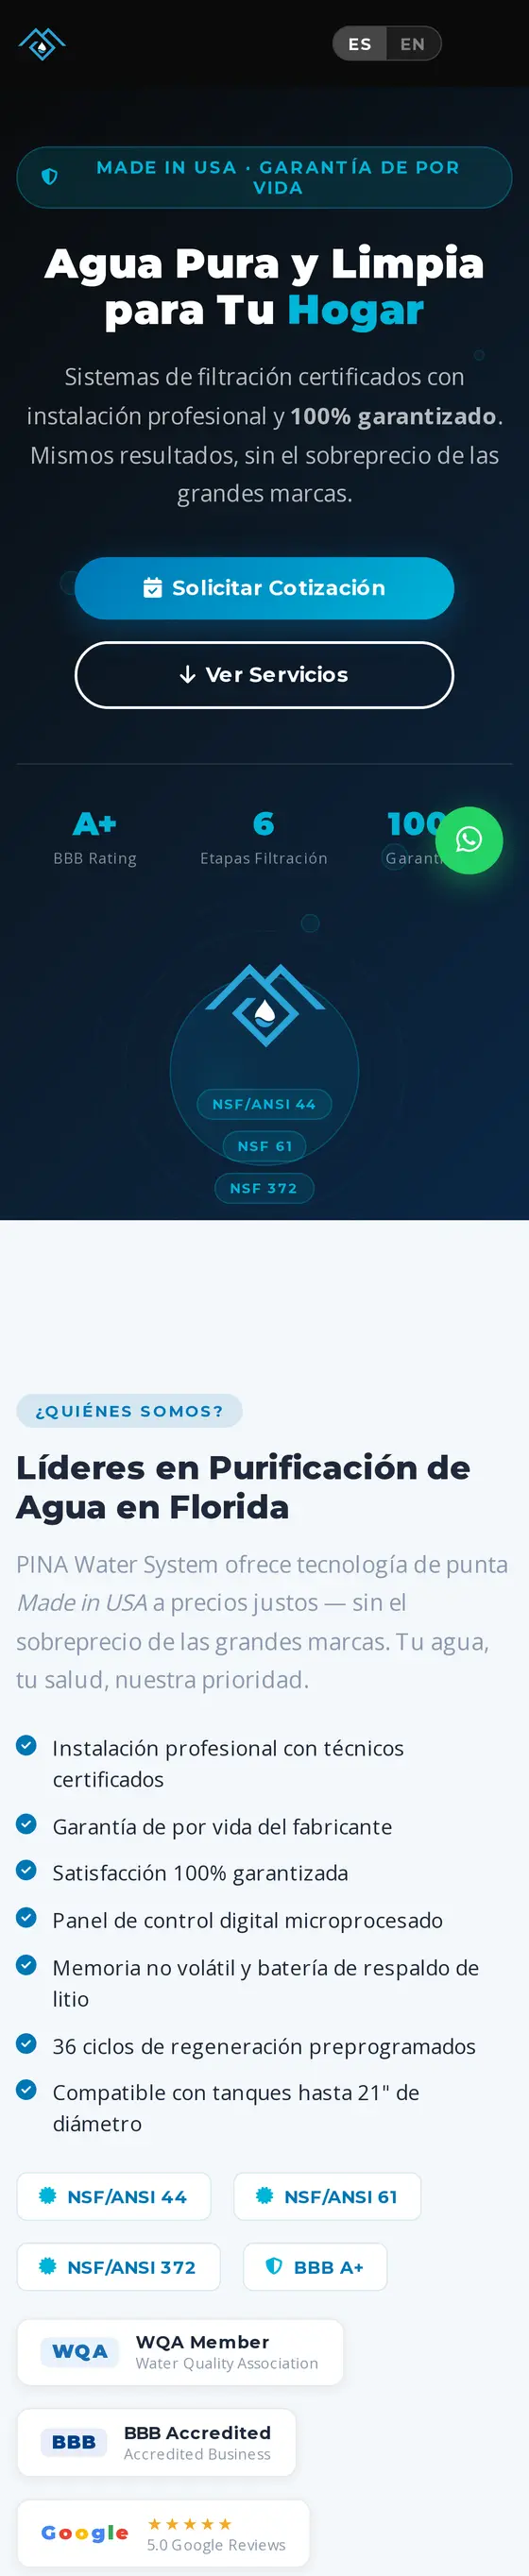 ES EN
MADE IN USA · GARANTÍA DE POR
VIDA
Agua Pura y Limpia
para Tu Hogar
Sistemas de filtración certificados con
instalación profesional y 100% garantizado.
Mismos resultados, sin el sobreprecio de las
grandes marcas.
Solicitar Cotización
Ver Servicios
A+ 6 100
BBB Rating Etapas Filtración
NSF/ANSI 44
NSF 61
NSF 372
¿QUIÉNES SOMOS?
Líderes en Purificación de
Agua en Florida
PINA Water System ofrece tecnología de punta
Made in USA a precios justos — sin el
sobreprecio de las grandes marcas. Tu agua,
tu salud, nuestra prioridad.
Instalación profesional con técnicos
certificados
Garantía de por vida del fabricante
Satisfacción 100% garantizada
Panel de control digital microprocesado
Memoria no volátil y batería de respaldo de
litio
36 ciclos de regeneración preprogramados
Compatible con tanques hasta 21" de
diámetro
NSF/ANSI 44 NSF/ANSI 61
NSF/ANSI 372 BBB A+
WQA WQA Member
Water Quality Association
BBB BBB Accredited
Accredited Business
Google ★★★★★
5.0 Google Reviews